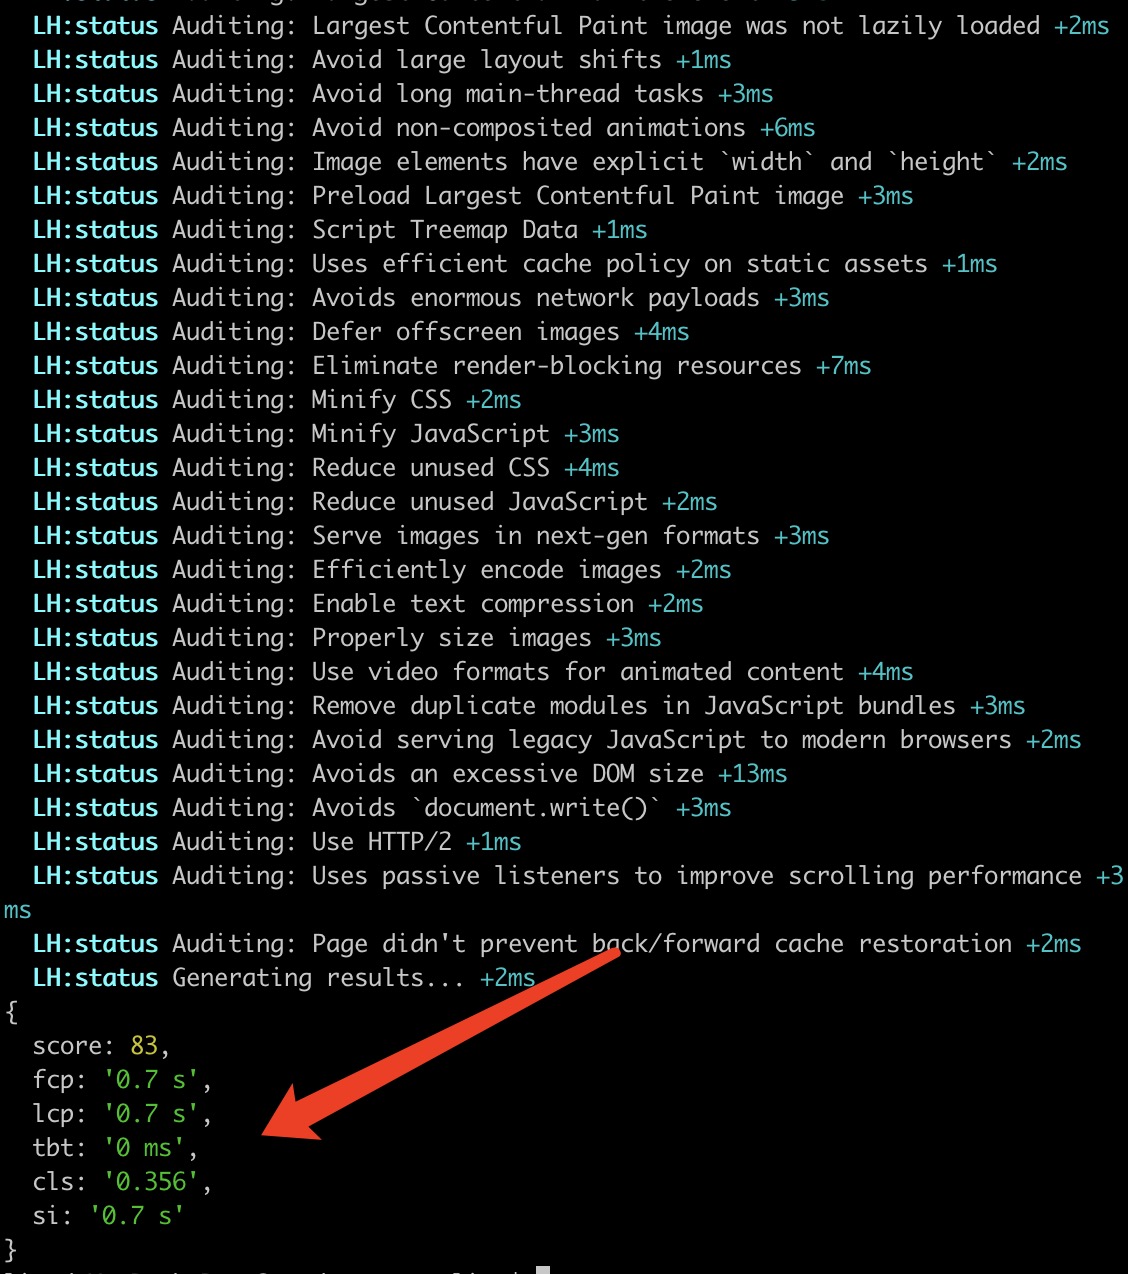 LH:status Auditing: Largest Contentful Paint image was not lazily loaded +2ms
LH:status Auditing: Avoid large layout shifts +1ms
LH:status Auditing: Avoid long main-thread tasks +3ms
LH:status Auditing: Avoid non-composited animations +6ms
LH:status Auditing: Image elements have explicit `width` and `height` +2ms
LH:status Auditing: Preload Largest Contentful Paint image +3ms
LH:status Auditing: Script Treemap Data +1ms
LH:status Auditing: Uses efficient cache policy on static assets +1ms
LH:status Auditing: Avoids enormous network payloads +3ms
LH:status Auditing: Defer offscreen images +4ms
LH:status Auditing: Eliminate render-blocking resources +7ms
LH:status Auditing: Minify CSS +2ms
LH:status Auditing: Minify JavaScript +3ms
LH:status Auditing: Reduce unused CSS +4ms
LH:status Auditing: Reduce unused JavaScript +2ms
LH:status Auditing: Serve images in next-gen formats +3ms
LH:status Auditing: Efficiently encode images +2ms
LH:status Auditing: Enable text compression +2ms
LH:status Auditing: Properly size images +3ms
LH:status Auditing: Use video formats for animated content +4ms
LH:status Auditing: Remove duplicate modules in JavaScript bundles +3ms
LH:status Auditing: Avoid serving legacy JavaScript to modern browsers +2ms
LH:status Auditing: Avoids an excessive DOM size +13ms
LH:status Auditing: Avoids `document.write()` +3ms
LH:status Auditing: Use HTTP/2 +1ms
LH:status Auditing: Uses passive listeners to improve scrolling performance +3
ms
LH:status Auditing: Page didn't prevent back/forward cache restoration +2ms
LH:status Generating results... +2ms
{
score: 83,
fcp: '0.7 s',
lcp: '0.7 s',
tbt: '0 ms',
cls: '0.356',
si: '0.7 s'
}